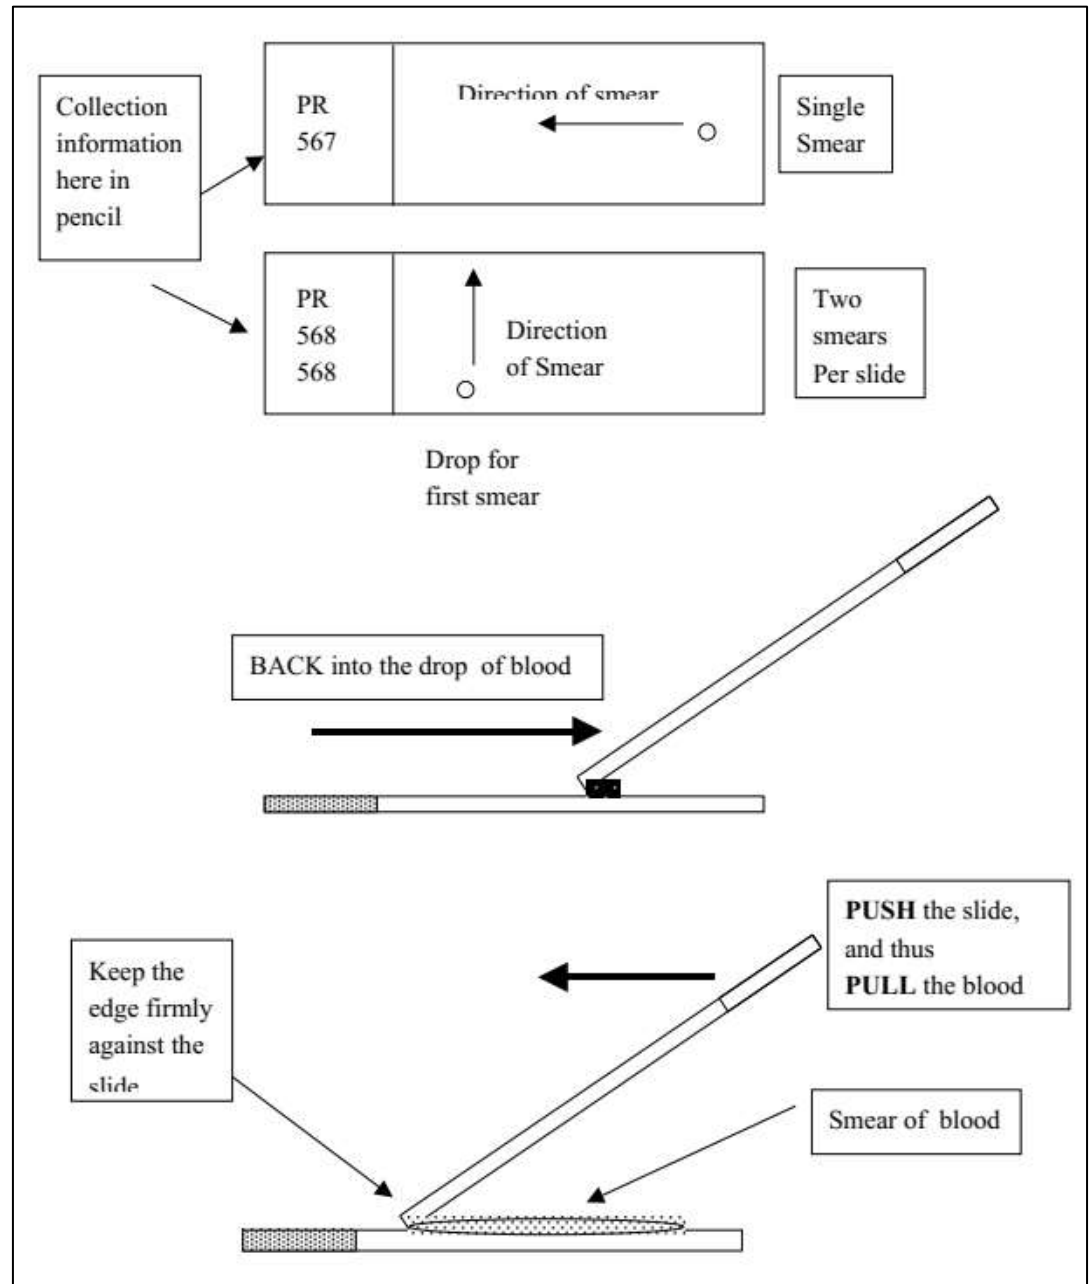 Collection
information
here in
pencil
PR
567
Direction of smear
Single
Smear
PR
568
568
Direction
of Smear
Two
smears
Per slide
Drop for
first smear
BACK into the drop of blood
PUSH the slide,
and thus
PULL the blood
Keep the
edge firmly
against the
slide
Smear of blood